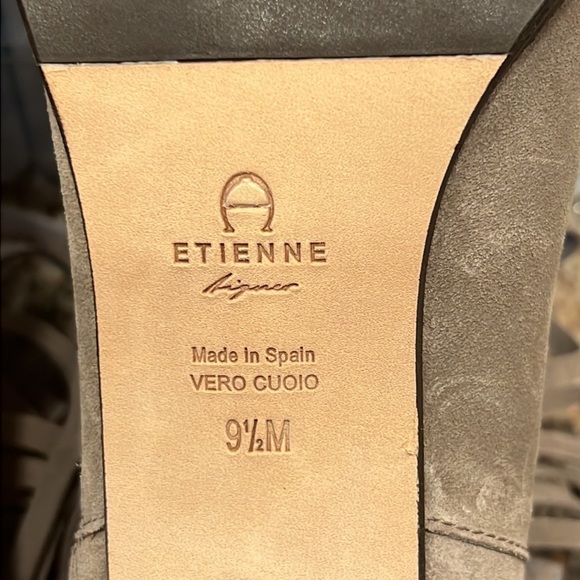 ETIENNE
Aigner
Made in Spain
VERO CUOIO
9½M